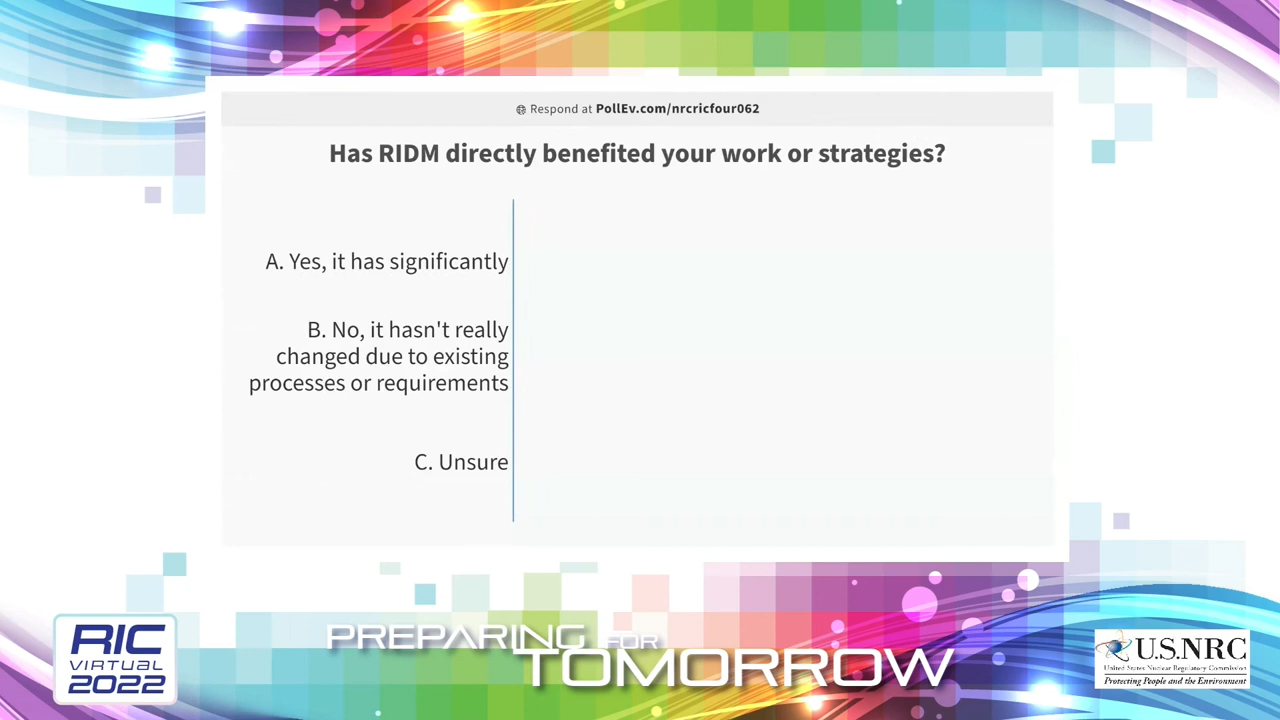 Respond at PollEv.com/nrcricfour062
Has RIDM directly benefited your work or strategies?
A. Yes, it has significantly
B. No, it hasn't really
changed due to existing
processes or requirements
C. Unsure
RIC
VIRTUAL
2022
PREPARING FOR
TOMORROW
U.S.NRC
United States Nuclear Regulatory Commission
Protecting People and the Environment